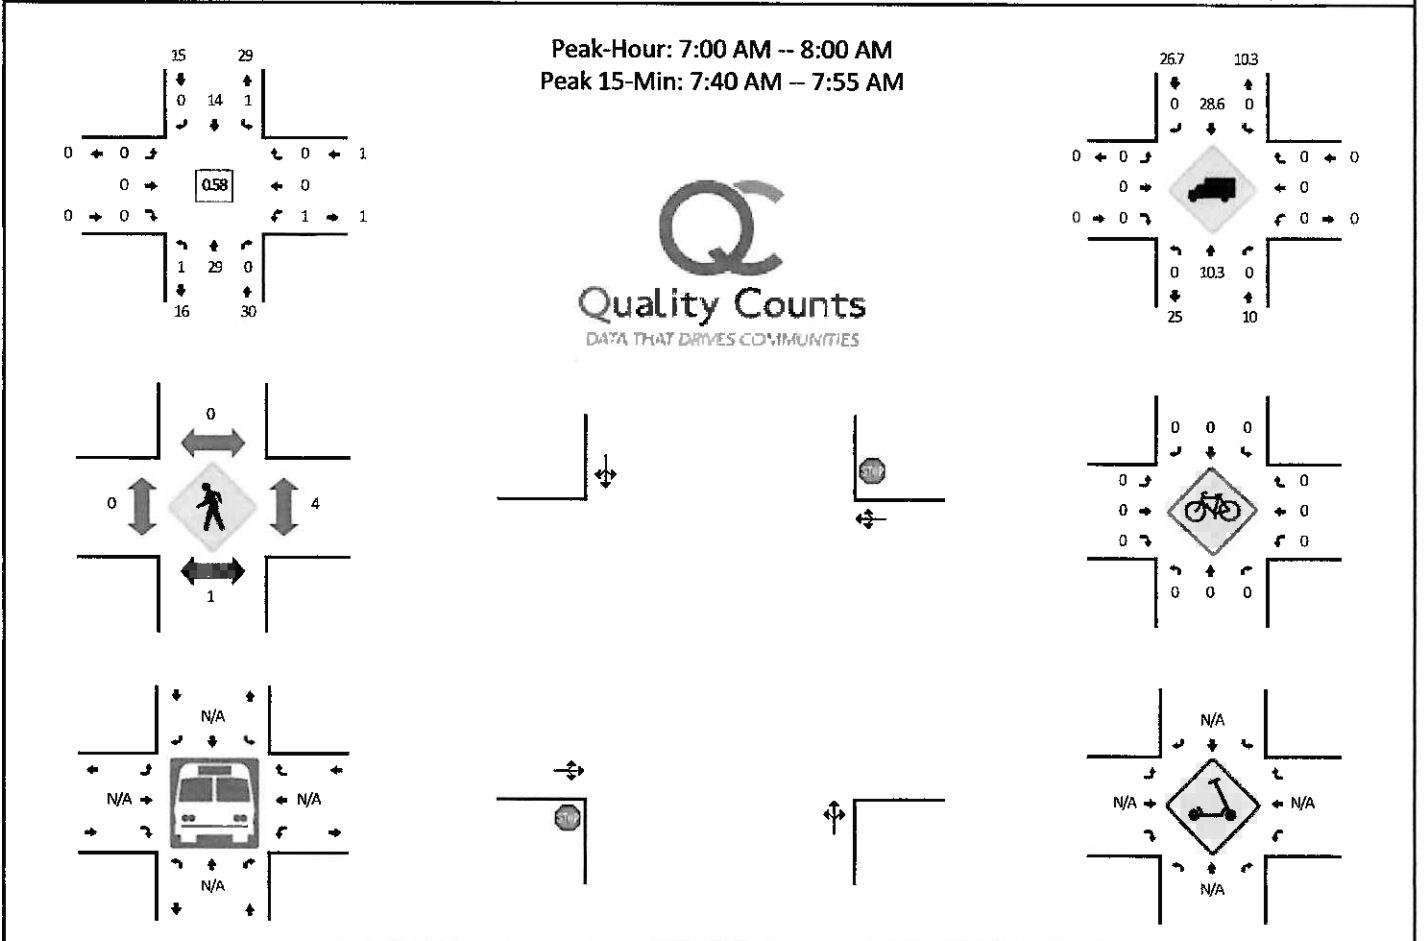 Peak-Hour: 7:00 AM -- 8:00 AM
Peak 15-Min: 7:40 AM -- 7:55 AM
15 29
0 14 1
0 0 0 1
0 0.58 0
0 0 1 1
1 29 0
16 30
Quality Counts
DATA THAT DRIVES COMMUNITIES
26.7 10.3
0 28.6 0
0 0 0 0
0 0
0 0 0 0
0 10.3 0
25 10
0
0 4
1
STOP
0 0 0
0 0
0 0
0 0
0 0 0
N/A
N/A N/A
N/A
STOP
N/A
N/A N/A
N/A